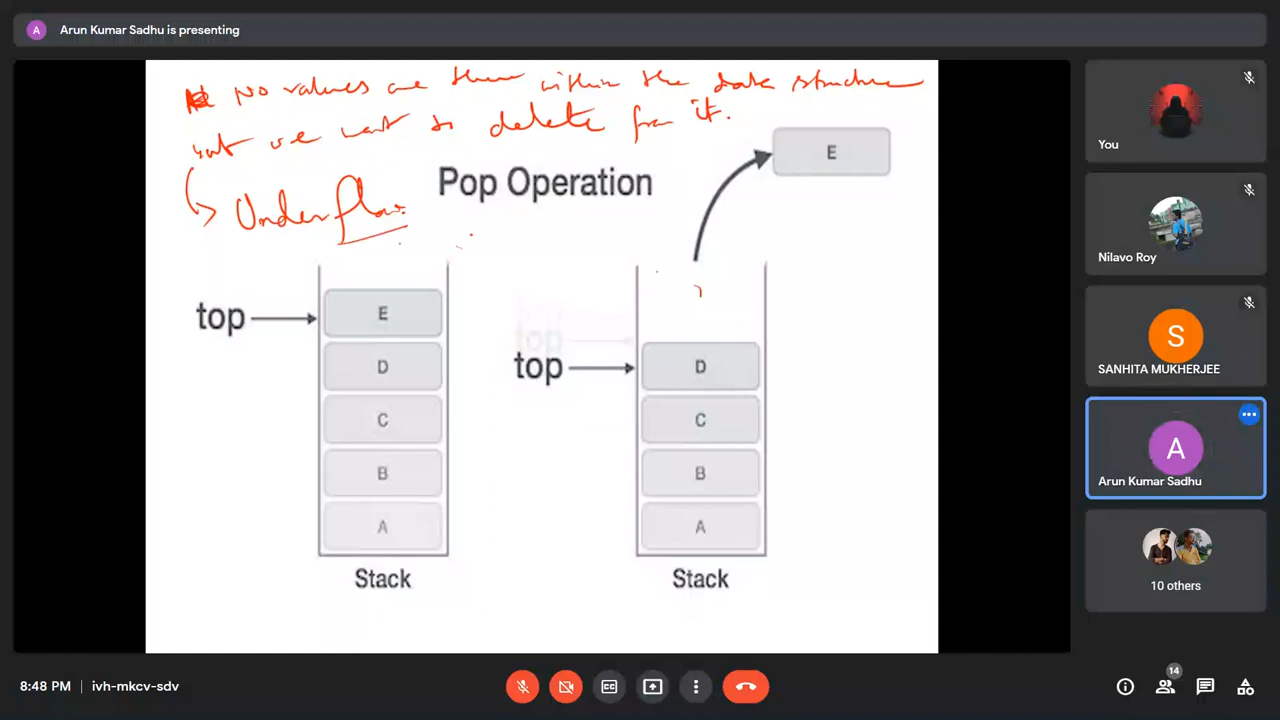 A
Arun Kumar Sadhu is presenting
No values are there within the data structure
but we want to delete from it.
Underflow
Pop Operation
E
top
E
D
C
B
A
Stack
top
D
C
B
A
Stack
You
Nilavo Roy
S
SANHITA MUKHERJEE
A
Arun Kumar Sadhu
10 others
8:48 PM | ivh-mkcv-sdv
CC
14